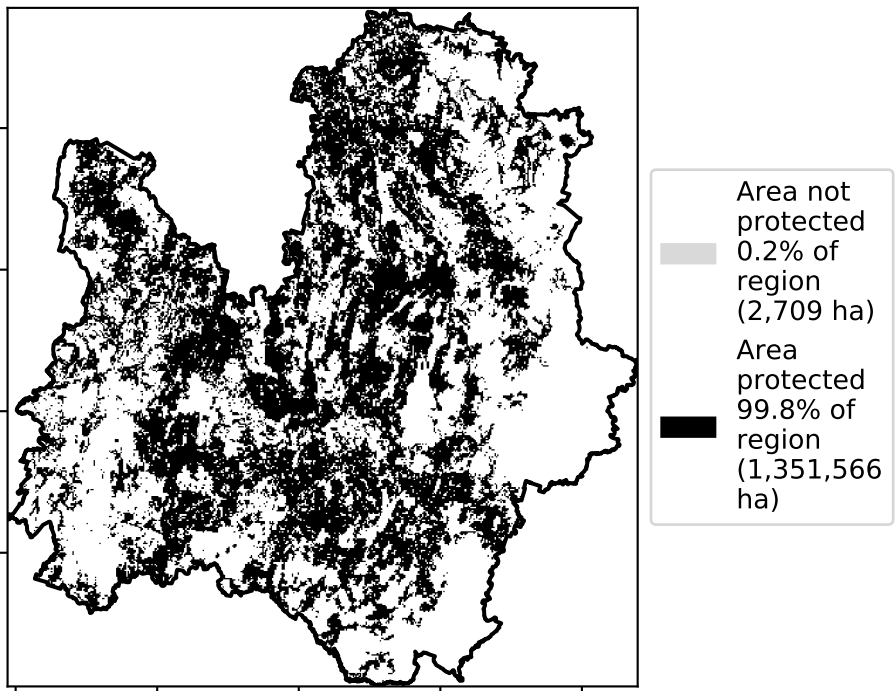 Area not
protected
0.2% of
region
(2,709 ha)
Area
protected
99.8% of
region
(1,351,566
ha)